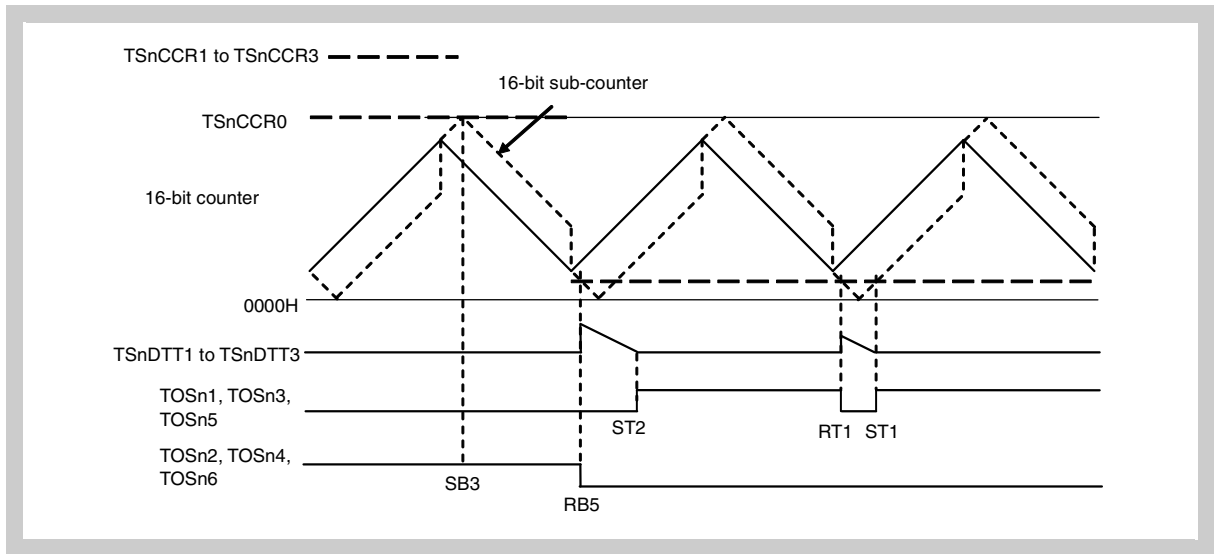 TSnCCR1 to TSnCCR3
16-bit sub-counter
TSnCCR0
16-bit counter
0000H
TSnDTT1 to TSnDTT3
TOSn1, TOSn3,
TOSn5
ST2
RT1
ST1
TOSn2, TOSn4,
TOSn6
SB3
RB5